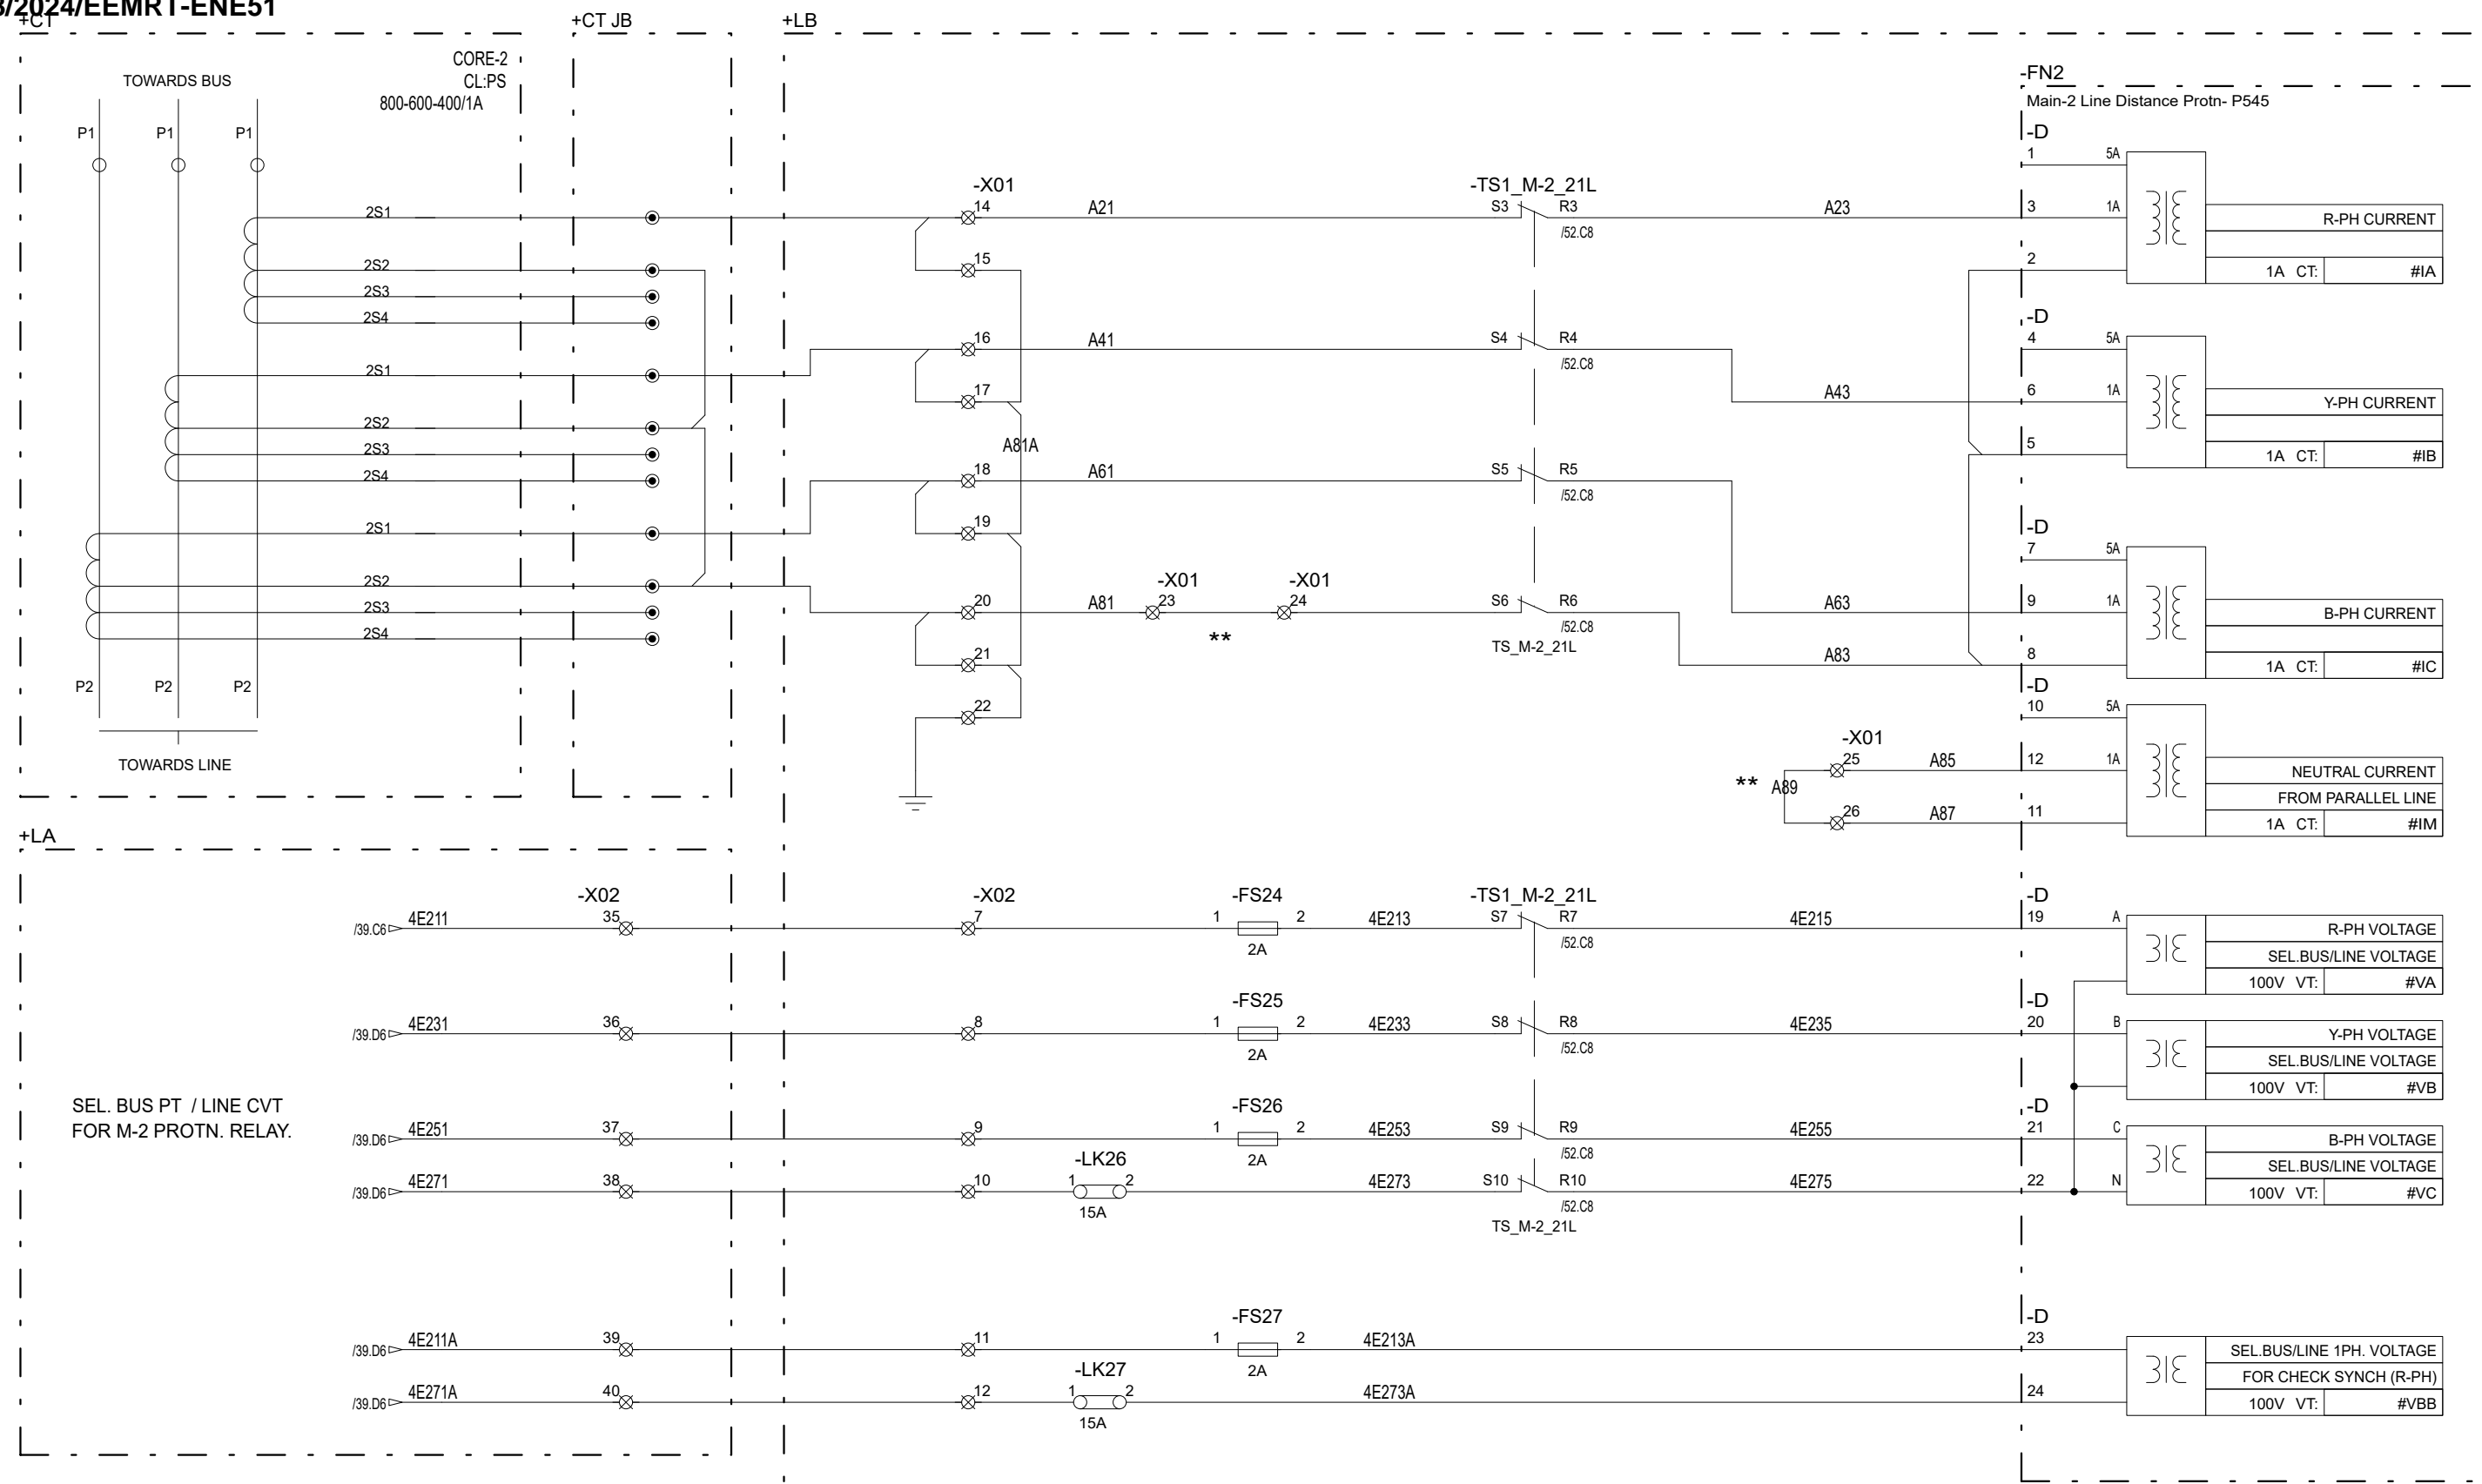 8/2024/EEMRT-ENE51
+CT
+CT JB
+LB
CORE-2
CL:PS
800-600-400/1A
TOWARDS BUS
P1 P1 P1
-FN2
Main-2 Line Distance Protn- P545
-D
1 5A
-X01
-TS1_M-2_21L
2S1 14 A21 S3 R3 A23 3 1A R-PH CURRENT
/52.C8
2S2 15 2 1A CT: #IA
2S3
2S4
-D
16 A41 S4 R4 4 5A
/52.C8
2S1
17 A43 6 1A Y-PH CURRENT
2S2
A81A
2S3 5 1A CT: #IB
2S4 18 A61 S5 R5
/52.C8
2S1 19
-D
7 5A
2S2
-X01 -X01
2S3 20 A81 23 24 S6 R6 A63 9 1A B-PH CURRENT
/52.C8
2S4 **
TS_M-2_21L
21 A83 8 1A CT: #IC
P2 P2 P2
-D
22 10 5A
TOWARDS LINE
-X01
25 A85 12 1A NEUTRAL CURRENT
** A89
FROM PARALLEL LINE
26 A87 11 1A CT: #IM
+LA
-X02 -X02 -FS24 -TS1_M-2_21L -D
/39.C6 4E211 35 7 1 2 4E213 S7 R7 4E215 19 A R-PH VOLTAGE
2A /52.C8 SEL.BUS/LINE VOLTAGE
100V VT: #VA
-FS25 -D
/39.D6 4E231 36 8 1 2 4E233 S8 R8 4E235 20 B Y-PH VOLTAGE
2A /52.C8 SEL.BUS/LINE VOLTAGE
100V VT: #VB
SEL. BUS PT / LINE CVT
FOR M-2 PROTN. RELAY.
-FS26 -D
/39.D6 4E251 37 9 1 2 4E253 S9 R9 4E255 21 C B-PH VOLTAGE
2A /52.C8 SEL.BUS/LINE VOLTAGE
-LK26
/39.D6 4E271 38 10 1 2 4E273 S10 R10 4E275 22 N 100V VT: #VC
15A /52.C8
TS_M-2_21L
-FS27 -D
/39.D6 4E211A 39 11 1 2 4E213A 23 SEL.BUS/LINE 1PH. VOLTAGE
2A FOR CHECK SYNCH (R-PH)
-LK27
/39.D6 4E271A 40 12 1 2 4E273A 24 100V VT: #VBB
15A